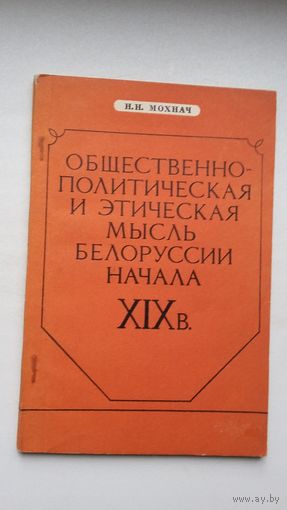 Н.Н. МОХНАЧ
ОБЩЕСТВЕННО-
ПОЛИТИЧЕСКАЯ
И ЭТИЧЕСКАЯ
МЫСЛЬ
БЕЛОРУССИИ
НАЧАЛА
XIX В.
www.ay.by